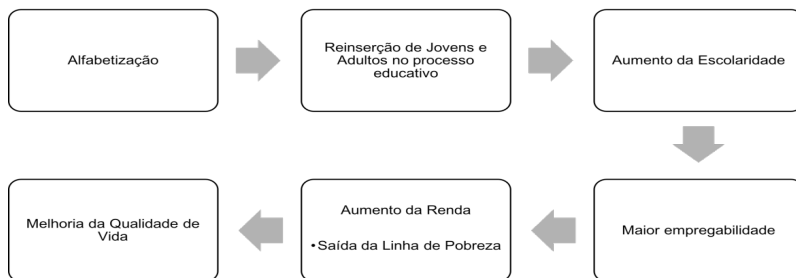 Alfabetização
Reinserção de Jovens e
Adultos no processo
educativo
Aumento da Escolaridade
Maior empregabilidade
Aumento da Renda
•Saída da Linha de Pobreza
Melhoria da Qualidade de
Vida